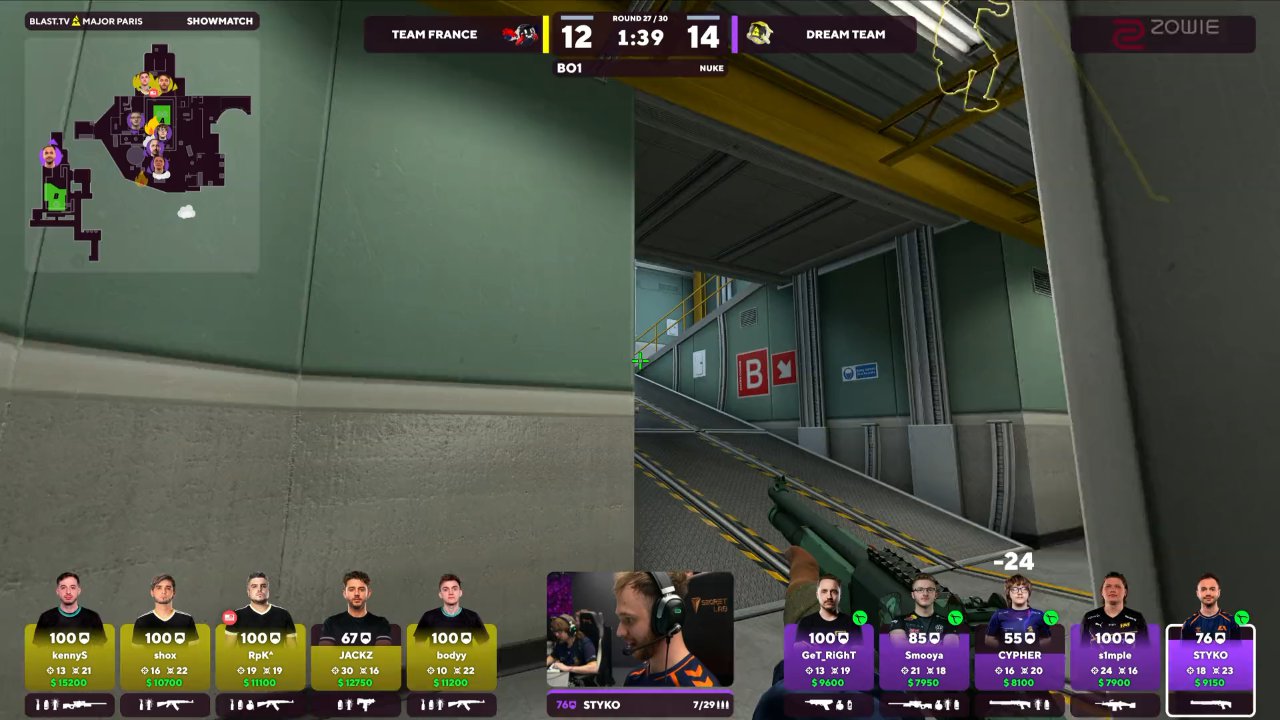 BLAST.TV MAJOR PARIS SHOWMATCH
TEAM FRANCE
12
ROUND 27 / 30
1:39
14
DREAM TEAM
BO1 NUKE
ZOWIE
B
-24
SECRET LAB
100 100 100 67 100
kennyS shox RpK^ JACKZ bodyy
13 21 16 22 19 19 30 16 10 22
$15200 $10700 $11100 $12750 $11200
76 STYKO 7/29
100 85 55 100 76
GeT_RiGhT Smooya CYPHER s1mple STYKO
13 19 21 18 16 20 24 16 18 23
$9600 $7950 $8100 $7900 $9150